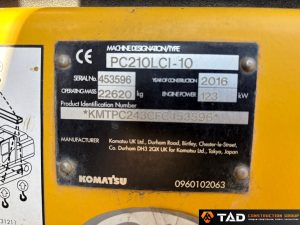 CE
MACHINE DESIGNATION/TYPE
PC210LCI-10
SERIAL NUMBER 453596 YEAR OF CONSTRUCTION 2016
OPERATING MASS 22620 kg ENGINE POWER 123 kW
Product Identification Number
Komatsu UK Ltd, Durham Road, Birtley, Chester-le-Street,
Co. Durham DH3 2QX UK for Komatsu Ltd, Tokyo, Japan
KOMATSU
0960102063
TAD CONSTRUCTION GROUP